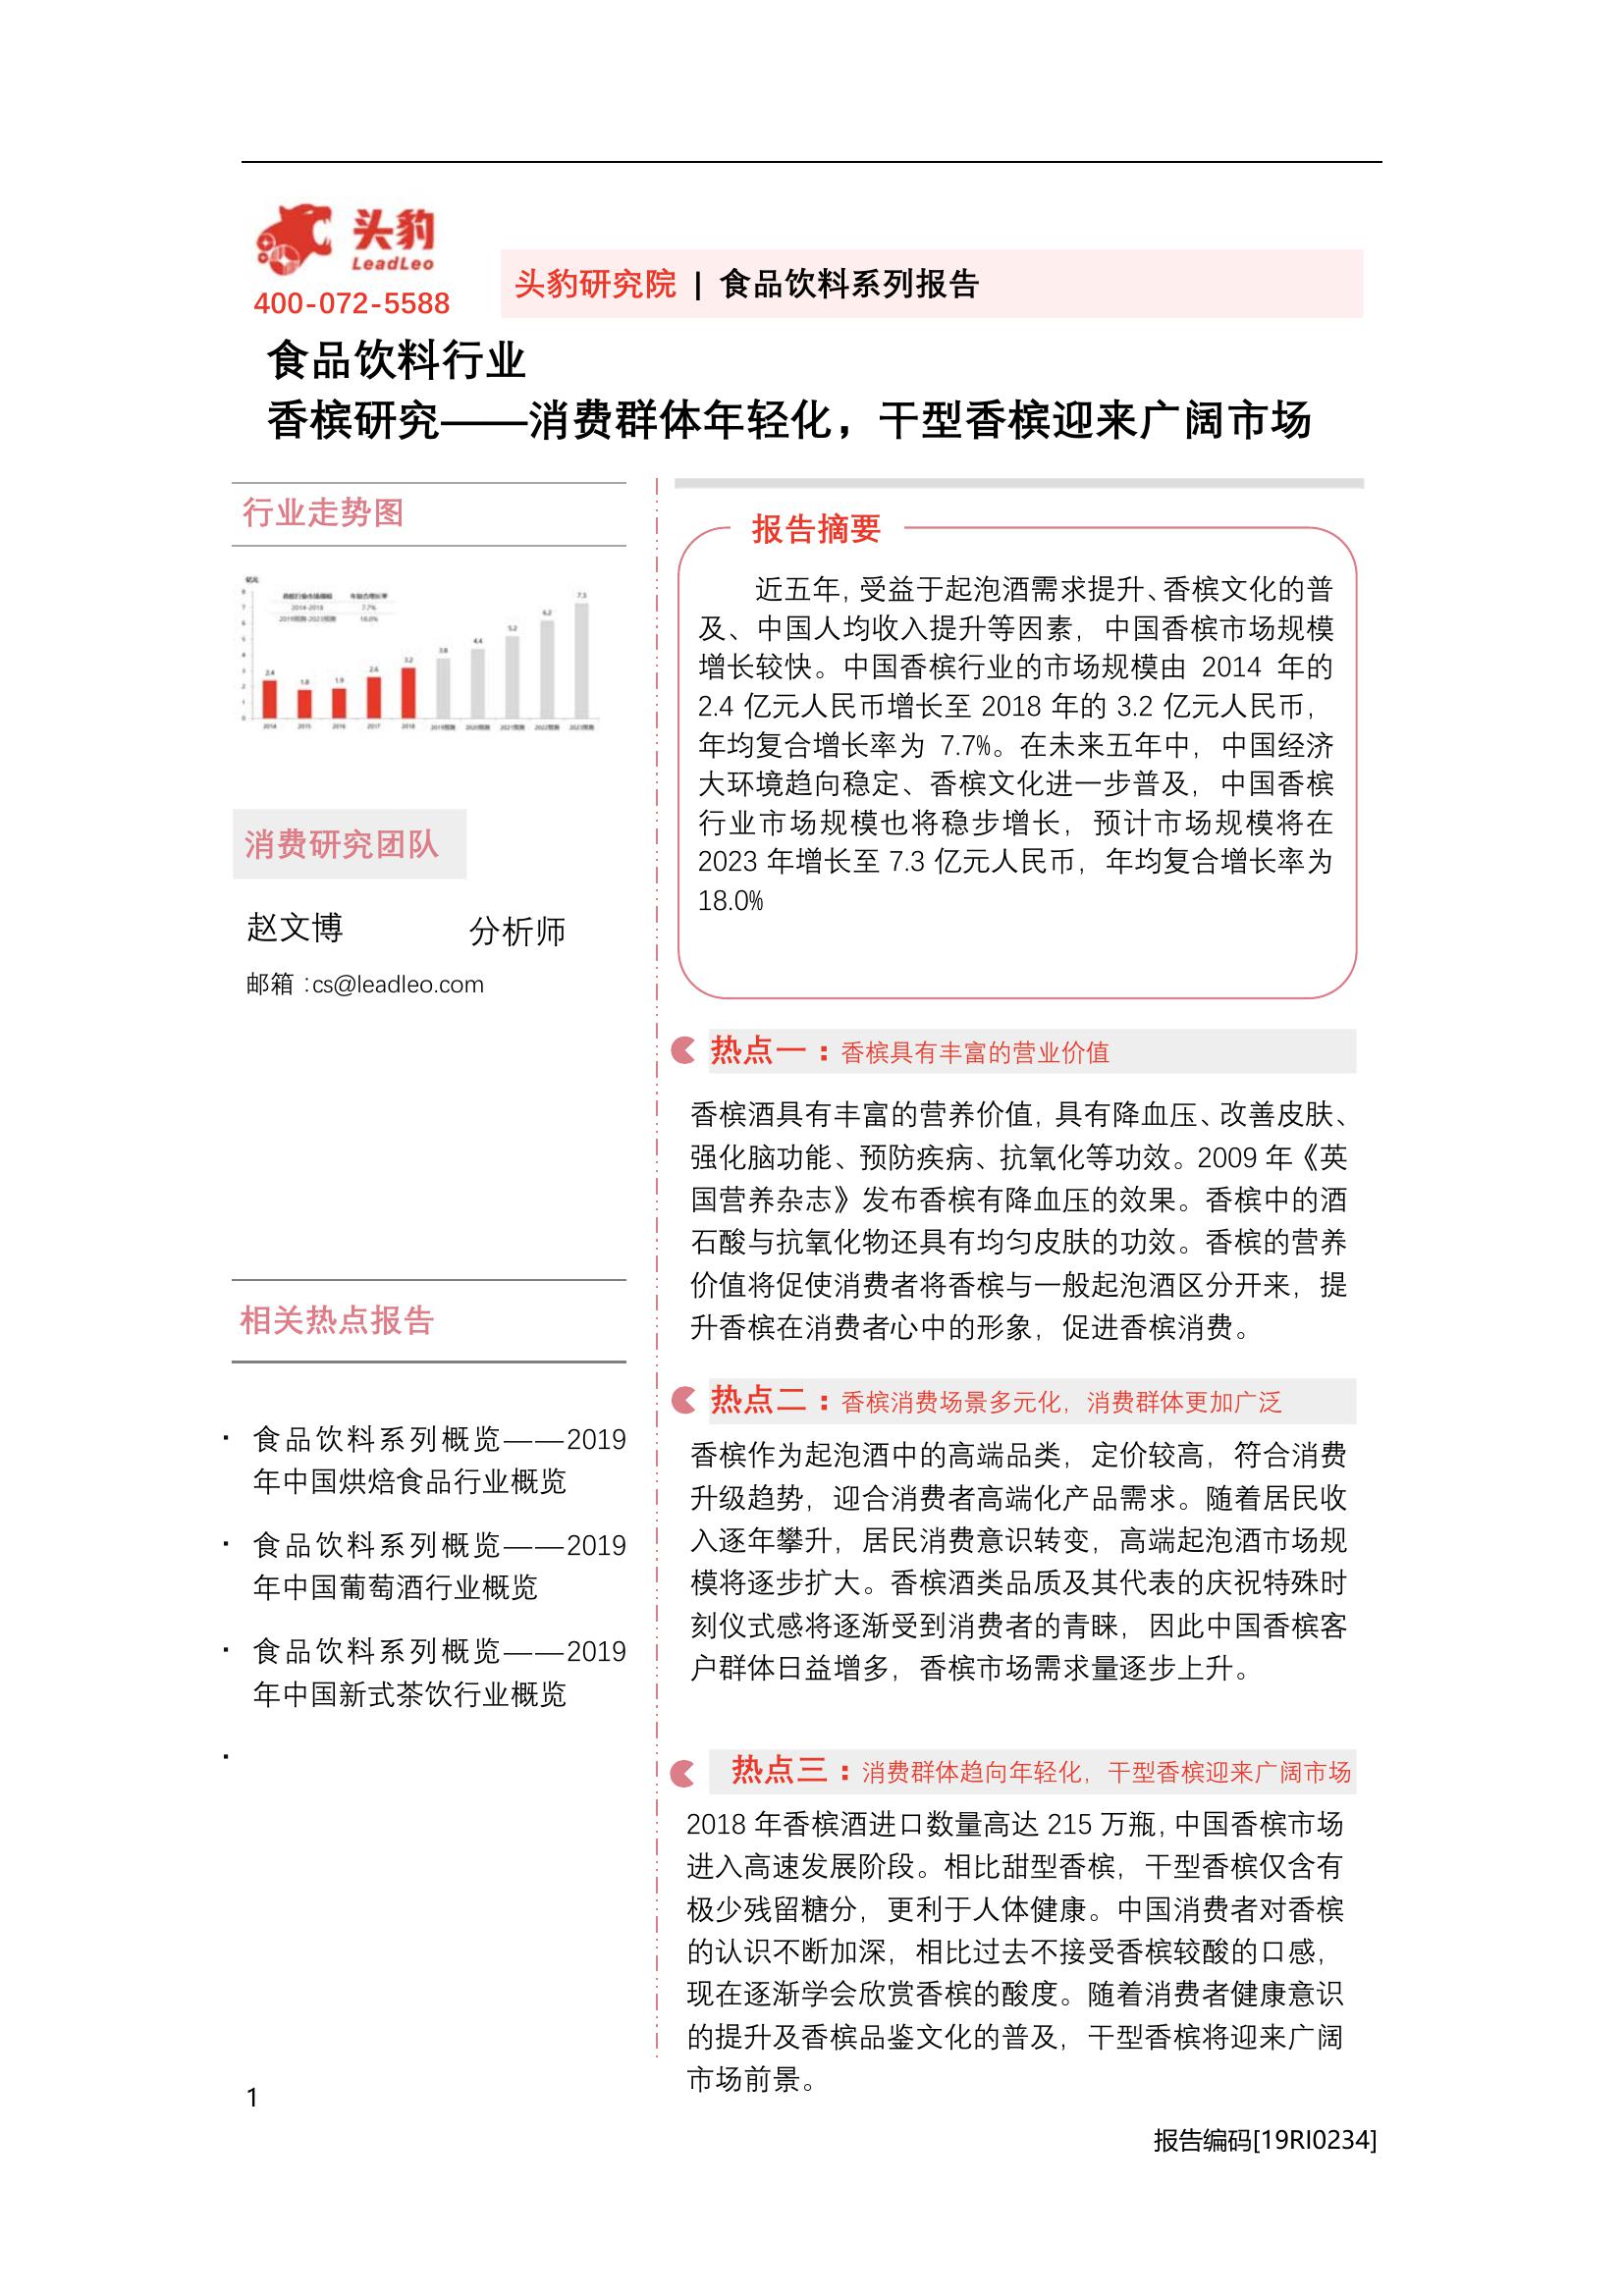 头豹
LeadLeo
400-072-5588
头豹研究院 | 食品饮料系列报告
食品饮料行业
香槟研究——消费群体年轻化，干型香槟迎来广阔市场
行业走势图
亿元
香槟行业市场规模 年复合增长率
2014-2018 7.7%
2019预测-2023预测 18.0%
8
7
6
5
4
3
2
1
0
2.4
1.8
1.9
2.6
3.2
3.8
4.4
5.2
6.2
7.3
2014 2015 2016 2017 2018 2019预测 2020预测 2021预测 2022预测 2023预测
消费研究团队
赵文博 分析师
邮箱：cs@leadleo.com
相关热点报告
· 食品饮料系列概览——2019
年中国烘焙食品行业概览
· 食品饮料系列概览——2019
年中国葡萄酒行业概览
· 食品饮料系列概览——2019
年中国新式茶饮行业概览
·
报告摘要
近五年，受益于起泡酒需求提升、香槟文化的普
及、中国人均收入提升等因素，中国香槟市场规模
增长较快。中国香槟行业的市场规模由 2014 年的
2.4 亿元人民币增长至 2018 年的 3.2 亿元人民币，
年均复合增长率为 7.7%。在未来五年中，中国经济
大环境趋向稳定、香槟文化进一步普及，中国香槟
行业市场规模也将稳步增长，预计市场规模将在
2023 年增长至 7.3 亿元人民币，年均复合增长率为
18.0%
热点一：香槟具有丰富的营业价值
香槟酒具有丰富的营养价值，具有降血压、改善皮肤、
强化脑功能、预防疾病、抗氧化等功效。2009 年《英
国营养杂志》发布香槟有降血压的效果。香槟中的酒
石酸与抗氧化物还具有均匀皮肤的功效。香槟的营养
价值将促使消费者将香槟与一般起泡酒区分开来，提
升香槟在消费者心中的形象，促进香槟消费。
热点二：香槟消费场景多元化，消费群体更加广泛
香槟作为起泡酒中的高端品类，定价较高，符合消费
升级趋势，迎合消费者高端化产品需求。随着居民收
入逐年攀升，居民消费意识转变，高端起泡酒市场规
模将逐步扩大。香槟酒类品质及其代表的庆祝特殊时
刻仪式感将逐渐受到消费者的青睐，因此中国香槟客
户群体日益增多，香槟市场需求量逐步上升。
热点三：消费群体趋向年轻化，干型香槟迎来广阔市场
2018 年香槟酒进口数量高达 215 万瓶，中国香槟市场
进入高速发展阶段。相比甜型香槟，干型香槟仅含有
极少残留糖分，更利于人体健康。中国消费者对香槟
的认识不断加深，相比过去不接受香槟较酸的口感，
现在逐渐学会欣赏香槟的酸度。随着消费者健康意识
的提升及香槟品鉴文化的普及，干型香槟将迎来广阔
市场前景。
1
报告编码[19RI0234]